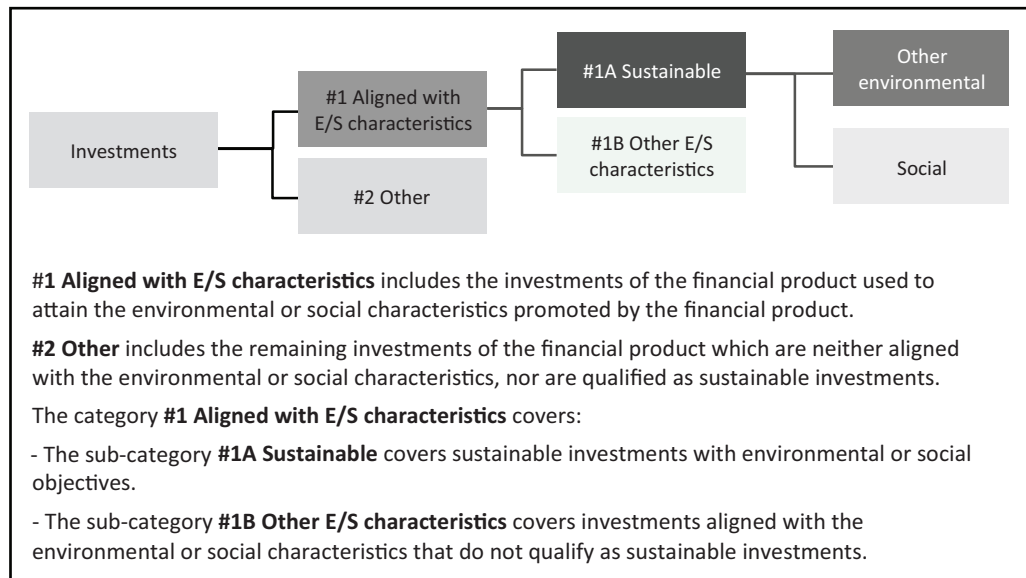 Investments
#1 Aligned with
E/S characteristics
#2 Other
#1A Sustainable
#1B Other E/S
characteristics
Other
environmental
Social
#1 Aligned with E/S characteristics includes the investments of the financial product used to
attain the environmental or social characteristics promoted by the financial product.
#2 Other includes the remaining investments of the financial product which are neither aligned
with the environmental or social characteristics, nor are qualified as sustainable investments.
The category #1 Aligned with E/S characteristics covers:
- The sub-category #1A Sustainable covers sustainable investments with environmental or social
objectives.
- The sub-category #1B Other E/S characteristics covers investments aligned with the
environmental or social characteristics that do not qualify as sustainable investments.